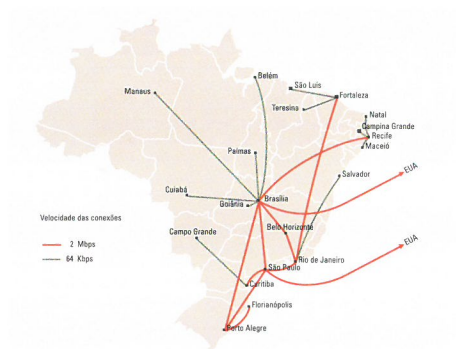 Belém
São Luis
Fortaleza
Manaus
Teresina
Natal
Campina Grande
Recife
Maceió
Palmas
EUA
Salvador
Cuiabá
Brasília
Goiânia
Velocidade das conexões
Belo Horizonte
Campo Grande
EUA
2 Mbps
Rio de Janeiro
64 Kbps
São Paulo
Curitiba
Florianópolis
Porto Alegre